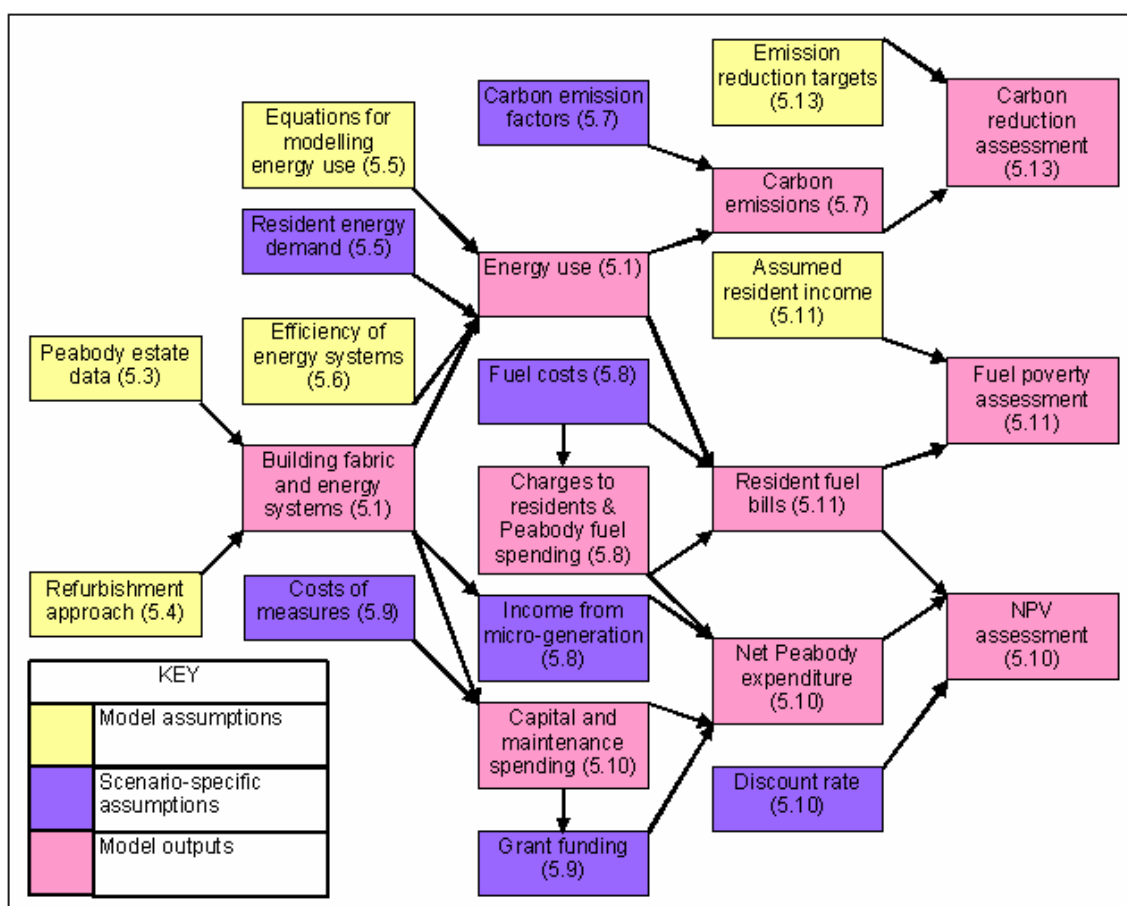 Emission
reduction targets
(5.13)
Carbon emission
factors (5.7)
Carbon
reduction
assessment
(5.13)
Equations for
modelling
energy use (5.5)
Carbon
emissions (5.7)
Resident energy
demand (5.5)
Energy use (5.1)
Assumed
resident income
(5.11)
Efficiency of
energy systems
(5.6)
Peabody estate
data (5.3)
Fuel costs (5.8)
Fuel poverty
assessment
(5.11)
Building fabric
and energy
systems (5.1)
Charges to
residents &
Peabody fuel
spending (5.8)
Resident fuel
bills (5.11)
Refurbishment
approach (5.4)
Costs of
measures (5.9)
Income from
micro-generation
(5.8)
Net Peabody
expenditure
(5.10)
NPV
assessment
(5.10)
Capital and
maintenance
spending (5.10)
Discount rate
(5.10)
Grant funding
(5.9)
KEY
Model assumptions
Scenario-specific
assumptions
Model outputs